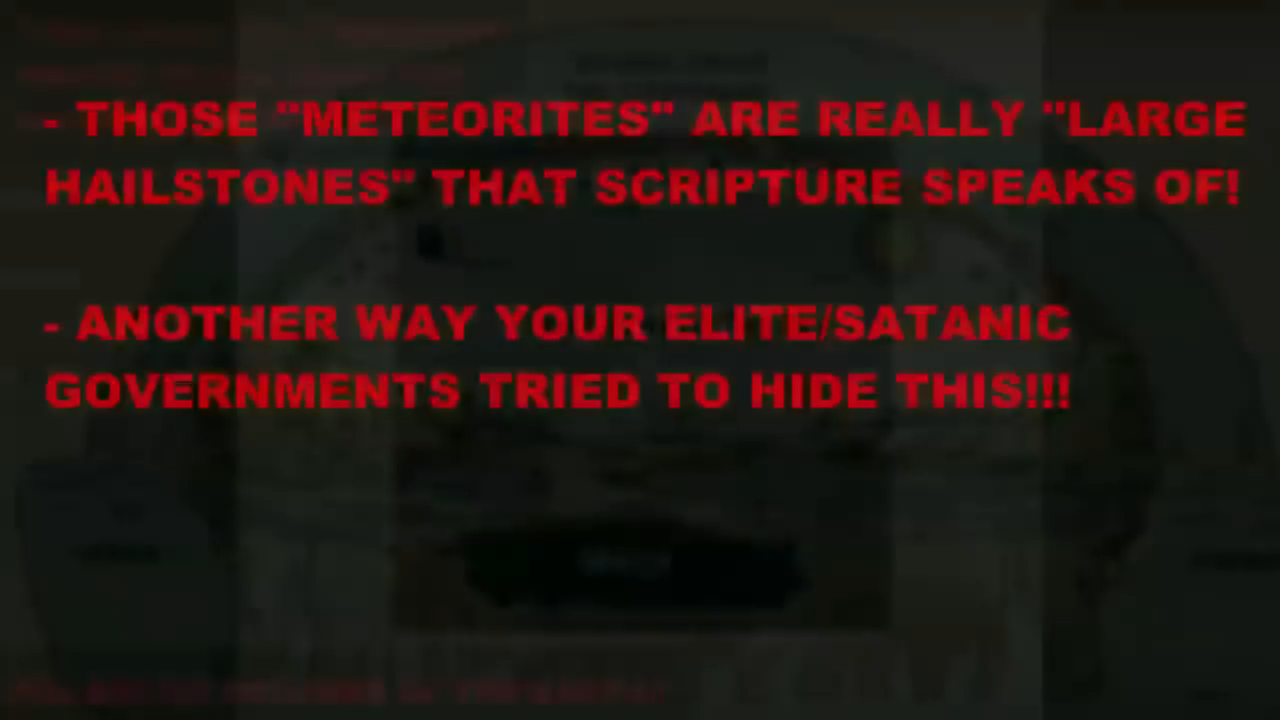 - THOSE "METEORITES" ARE REALLY "LARGE
HAILSTONES" THAT SCRIPTURE SPEAKS OF!
- ANOTHER WAY YOUR ELITE/SATANIC
GOVERNMENTS TRIED TO HIDE THIS!!!